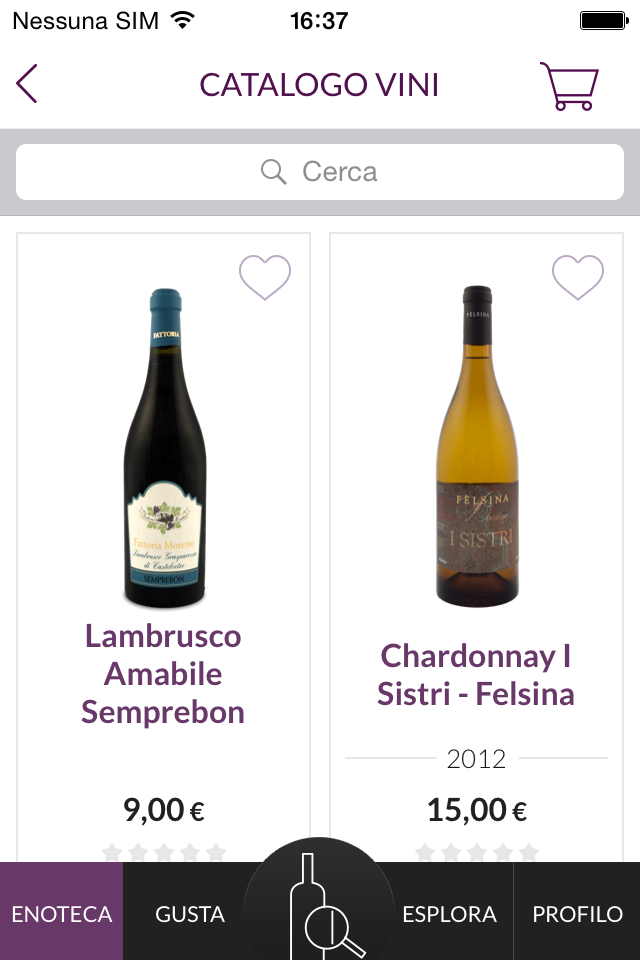 Nessuna SIM 16:37
CATALOGO VINI
Cerca
FATTORIA
Fattoria Moretto
Lambrusco Grasparossa
di Castelvetro
SEMPREBON
FELSINA
FELSINA
I SISTRI
Lambrusco
Amabile
Semprebon
9,00 €
Chardonnay I
Sistri - Felsina
2012
15,00 €
ENOTECA GUSTA ESPLORA PROFILO